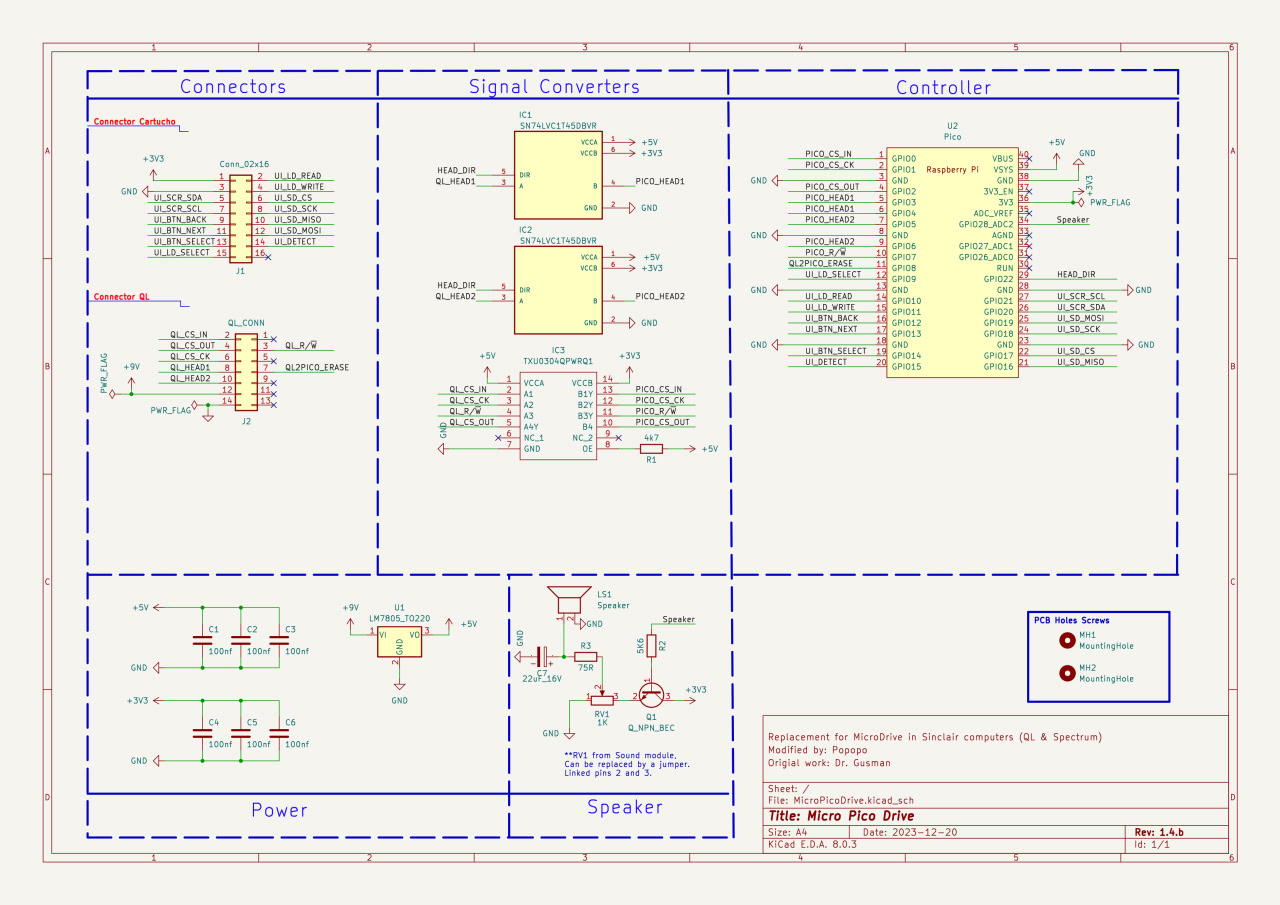 1 2 3 4 5 6
Connectors
Signal Converters
Controller
Connector Cartucho
+3V3
Conn_02x16
GND
1 2 UI_LD_READ
3 4 UI_LD_WRITE
UI_SCR_SDA 5 6 UI_SD_CS
UI_SCR_SCL 7 8 UI_SD_SCK
UI_BTN_BACK 9 10 UI_SD_MISO
UI_BTN_NEXT 11 12 UI_SD_MOSI
UI_BTN_SELECT 13 14 UI_DETECT
UI_LD_SELECT 15 16
J1
Connector QL
QL_CONN
QL_CS_IN 2 1
QL_CS_OUT 4 3 QL_R/W
QL_CS_CK 6 5
QL_HEAD1 8 7 QL2PICO_ERASE
QL_HEAD2 10 9
12 11
14 13
PWR_FLAG
+9V
PWR_FLAG
J2
IC1
SN74LVC1T45DBVR
VCCA 1 +5V
VCCB 6 +3V3
HEAD_DIR 5 DIR
QL_HEAD1 3 A B 4 PICO_HEAD1
GND 2 GND
IC2
SN74LVC1T45DBVR
VCCA 1 +5V
VCCB 6 +3V3
HEAD_DIR 5 DIR
QL_HEAD2 3 A B 4 PICO_HEAD2
GND 2 GND
IC3
TXU0304QPWRQ1
+5V +3V3
1 VCCA VCCB 14
QL_CS_IN 2 A1 B1Y 13 PICO_CS_IN
QL_CS_CK 3 A2 B2Y 12 PICO_CS_CK
QL_R/W 4 A3 B3Y 11 PICO_R/W
QL_CS_OUT 5 A4Y B4 10 PICO_CS_OUT
6 NC_1 NC_2 9
GND 7 GND OE 8
4k7
R1
+5V
U2
Pico
Raspberry Pi
PICO_CS_IN 1 GPIO0 VBUS 40
PICO_CS_CK 2 GPIO1 VSYS 39 +5V
GND 3 GND GND 38 GND
PICO_CS_OUT 4 GPIO2 3V3_EN 37 +3V3
PICO_HEAD1 5 GPIO3 3V3 36 PWR_FLAG
PICO_HEAD1 6 GPIO4 ADC_VREF 35
PICO_HEAD2 7 GPIO5 GPIO28_ADC2 34 Speaker
GND 8 GND AGND 33
PICO_HEAD2 9 GPIO6 GPIO27_ADC1 32
PICO_R/W 10 GPIO7 GPIO26_ADC0 31
QL2PICO_ERASE 11 GPIO8 RUN 30
UI_LD_SELECT 12 GPIO9 GPIO22 29 HEAD_DIR
GND 13 GND GND 28 GND
UI_LD_READ 14 GPIO10 GPIO21 27 UI_SCR_SCL
UI_LD_WRITE 15 GPIO11 GPIO20 26 UI_SCR_SDA
UI_BTN_BACK 16 GPIO12 GPIO19 25 UI_SD_MOSI
UI_BTN_NEXT 17 GPIO13 GPIO18 24 UI_SD_SCK
GND 18 GND GND 23 GND
UI_BTN_SELECT 19 GPIO14 GPIO17 22 UI_SD_CS
UI_DETECT 20 GPIO15 GPIO16 21 UI_SD_MISO
A A
B B
C C
D D
+5V
C1 C2 C3
100nf 100nf 100nf
GND
+3V3
C4 C5 C6
100nf 100nf 100nf
GND
+9V
U1
LM7805_TO220
+5V
1 VI VO 3
GND
2
GND
Power
LS1
Speaker
1 2
GND
GND
C7
22uF_16V
R3
75R
Speaker
5K6
R2
1 2 3
RV1
1K
GND
1 2 3
+3V3
Q1
Q_NPN_BEC
**RV1 from Sound module,
Can be replaced by a jumper.
Linked pins 2 and 3.
Speaker
PCB Holes Screws
MH1
MountingHole
MH2
MountingHole
Replacement for MicroDrive in Sinclair computers (QL & Spectrum)
Modified by: Popopo
Origial work: Dr. Gusman
Sheet: /
File: MicroPicoDrive.kicad_sch
Title: Micro Pico Drive
Size: A4 Date: 2023-12-20 Rev: 1.4.b
KiCad E.D.A. 8.0.3 Id: 1/1
1 2 3 4 5 6